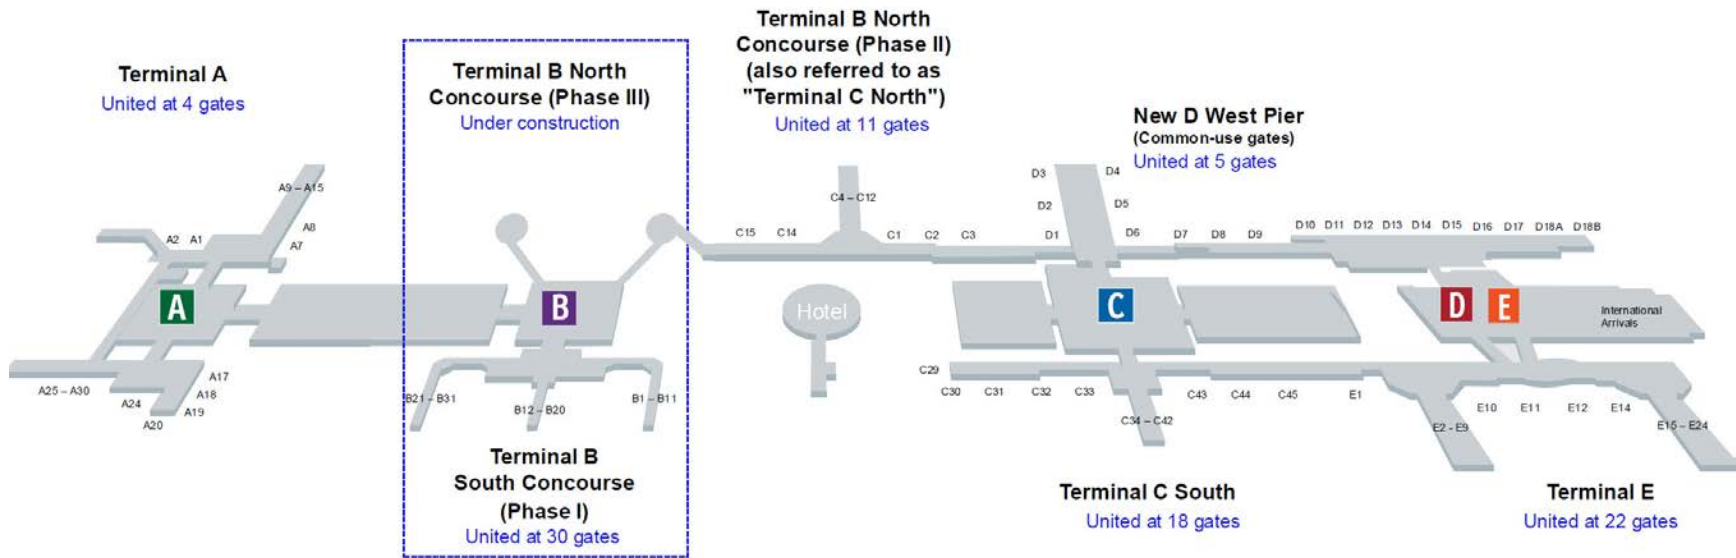 Terminal A
United at 4 gates
Terminal B North
Concourse (Phase III)
Under construction
Terminal B North
Concourse (Phase II)
(also referred to as
"Terminal C North")
United at 11 gates
New D West Pier
(Common-use gates)
United at 5 gates
A9 – A15
A8
A7
A2
A1
A
A25 – A30
A24
A20
A19
A18
A17
B
B21 – B31
B12 – B20
B1 – B11
Terminal B
South Concourse
(Phase I)
United at 30 gates
C15
C14
C4 – C12
C1
C2
C3
D1
D2
D3
D4
D5
D6
D7
D8
D9
D10
D11
D12
D13
D14
D15
D16
D17
D18A
D18B
Hotel
C
D
E
International
Arrivals
C29
C30
C31
C32
C33
C34 – C42
C43
C44
C45
E1
E2 - E9
E10
E11
E12
E14
E15 – E24
Terminal C South
United at 18 gates
Terminal E
United at 22 gates